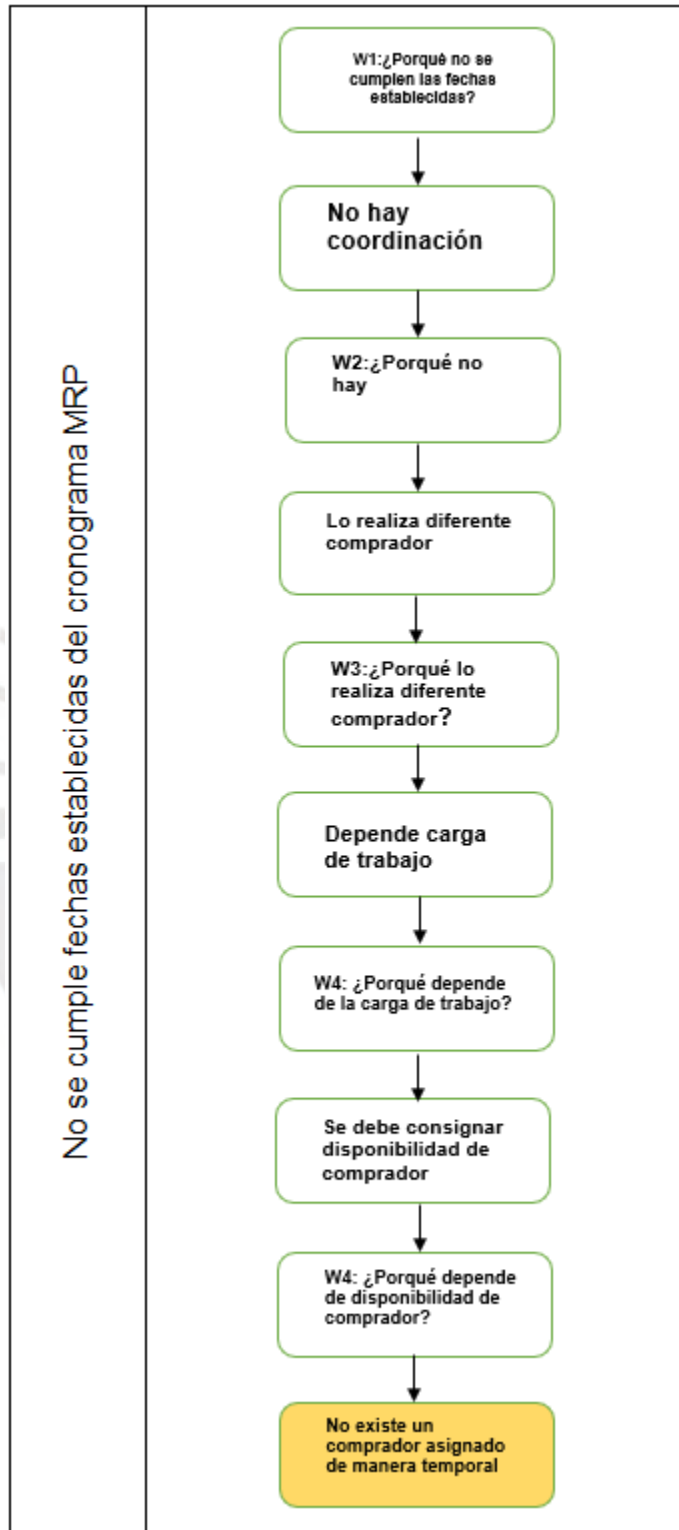 No se cumple fechas establecidas del cronograma MRP
W1:¿Porqué no se
cumplen las fechas
establecidas?
No hay
coordinación
W2:¿Porqué no
hay
Lo realiza diferente
comprador
W3:¿Porqué lo
realiza diferente
comprador?
Depende carga
de trabajo
W4: ¿Porqué depende
de la carga de trabajo?
Se debe consignar
disponibilidad de
comprador
W4: ¿Porqué depende
de disponibilidad de
comprador?
No existe un
comprador asignado
de manera temporal